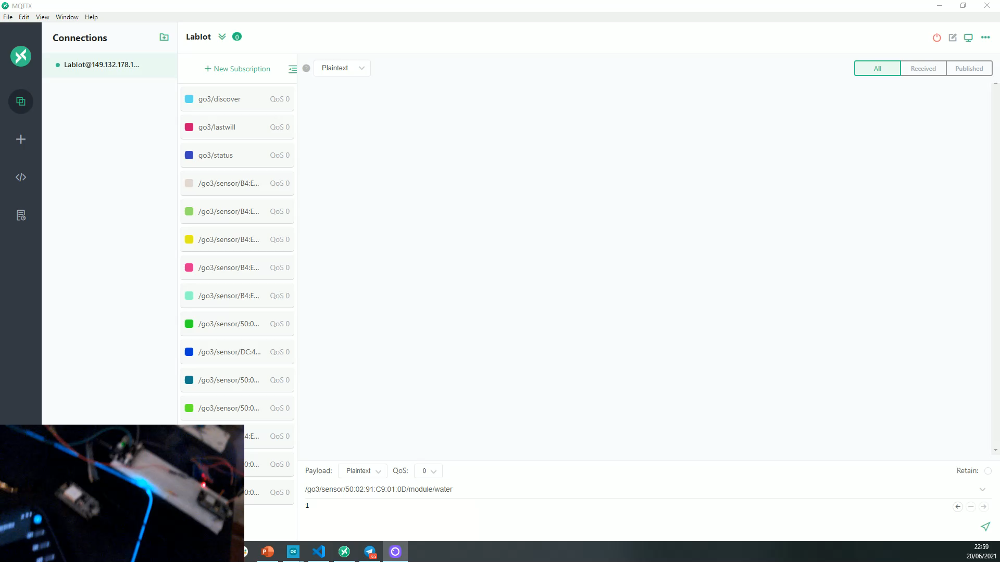 MQTTX
File Edit View Window Help
Connections
LabIot@149.132.178.1...
LabIot 0
+ New Subscription
Plaintext
All Received Published
go3/discover QoS 0
go3/lastwill QoS 0
go3/status QoS 0
/go3/sensor/B4:E... QoS 0
/go3/sensor/B4:E... QoS 0
/go3/sensor/B4:E... QoS 0
/go3/sensor/B4:E... QoS 0
/go3/sensor/B4:E... QoS 0
/go3/sensor/50:0... QoS 0
/go3/sensor/DC:4... QoS 0
/go3/sensor/50:0... QoS 0
/go3/sensor/50:0... QoS 0
4:E... QoS 0
0:0... QoS 0
0:0... QoS 0
Payload: Plaintext QoS: 0 Retain:
/go3/sensor/50:02:91:C9:01:0D/module/water
1
.65
22:59
20/06/2021